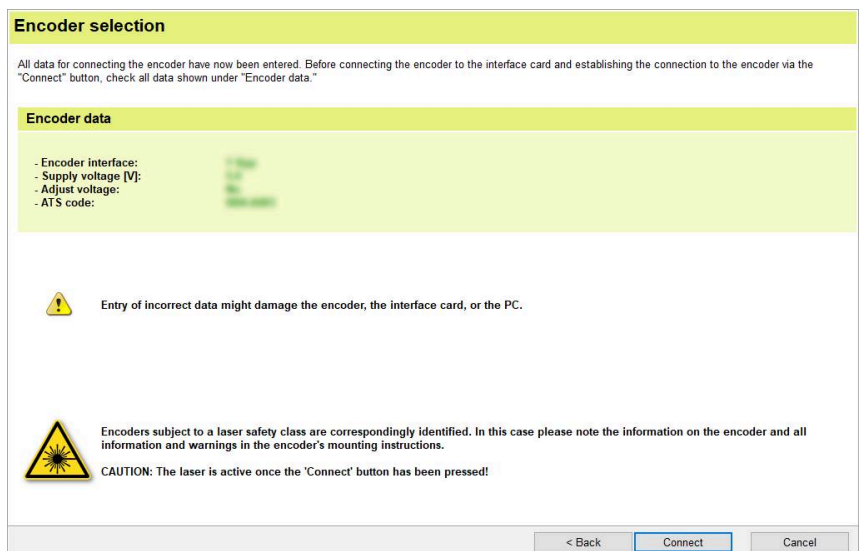 Encoder selection
All data for connecting the encoder have now been entered. Before connecting the encoder to the interface card and establishing the connection to the encoder via the
"Connect" button, check all data shown under "Encoder data."
Encoder data
- Encoder interface:
- Supply voltage [V]:
- Adjust voltage:
- ATS code:
Entry of incorrect data might damage the encoder, the interface card, or the PC.
Encoders subject to a laser safety class are correspondingly identified. In this case please note the information on the encoder and all
information and warnings in the encoder's mounting instructions.
CAUTION: The laser is active once the 'Connect' button has been pressed!
< Back Connect Cancel